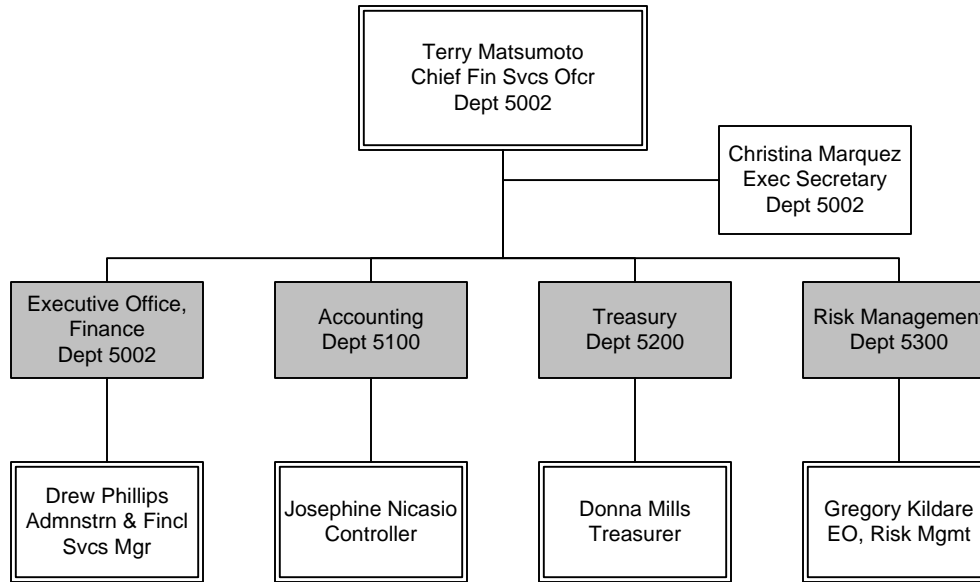 Terry Matsumoto
Chief Fin Svcs Ofcr
Dept 5002
Christina Marquez
Exec Secretary
Dept 5002
Executive Office,
Finance
Dept 5002
Accounting
Dept 5100
Treasury
Dept 5200
Risk Management
Dept 5300
Drew Phillips
Admnstrn & Fincl
Svcs Mgr
Josephine Nicasio
Controller
Donna Mills
Treasurer
Gregory Kildare
EO, Risk Mgmt